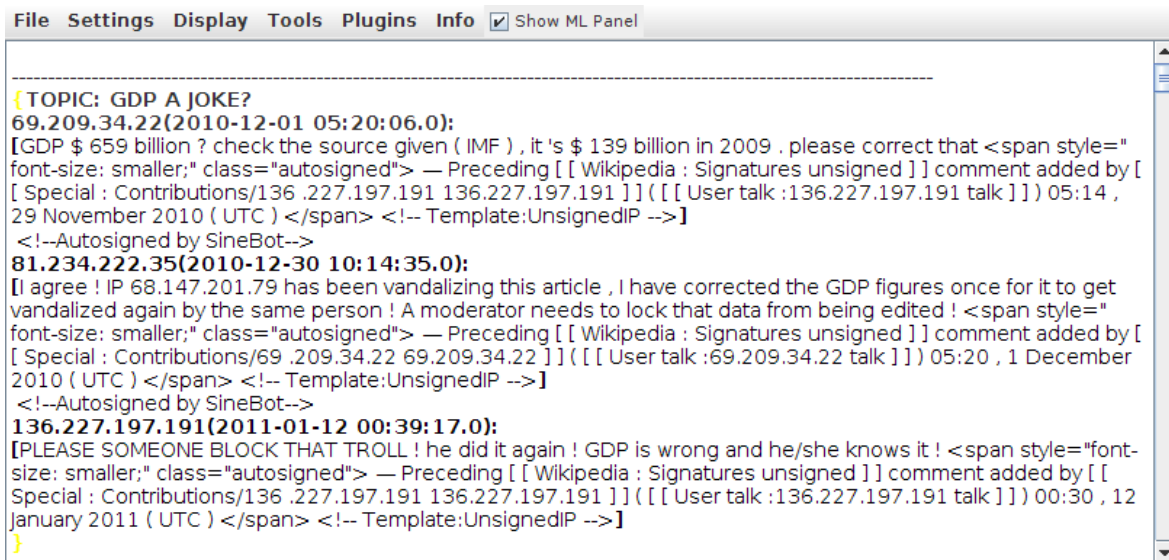 File Settings Display Tools Plugins Info Show ML Panel
{TOPIC: GDP A JOKE?
69.209.34.22(2010-12-01 05:20:06.0):
[GDP $ 659 billion ? check the source given ( IMF ) , it 's $ 139 billion in 2009 . please correct that <span style="
font-size: smaller;" class="autosigned"> — Preceding [ [ Wikipedia : Signatures unsigned ] ] comment added by [
[ Special : Contributions/136 .227.197.191 136.227.197.191 ] ] ( [ [ User talk :136.227.197.191 talk ] ] ) 05:14 ,
29 November 2010 ( UTC ) </span> <!-- Template:UnsignedIP -->]
<!--Autosigned by SineBot-->
81.234.222.35(2010-12-30 10:14:35.0):
[I agree ! IP 68.147.201.79 has been vandalizing this article , I have corrected the GDP figures once for it to get
vandalized again by the same person ! A moderator needs to lock that data from being edited ! <span style="
font-size: smaller;" class="autosigned"> — Preceding [ [ Wikipedia : Signatures unsigned ] ] comment added by [
[ Special : Contributions/69 .209.34.22 69.209.34.22 ] ] ( [ [ User talk :69.209.34.22 talk ] ] ) 05:20 , 1 December
2010 ( UTC ) </span> <!-- Template:UnsignedIP -->]
<!--Autosigned by SineBot-->
136.227.197.191(2011-01-12 00:39:17.0):
[PLEASE SOMEONE BLOCK THAT TROLL ! he did it again ! GDP is wrong and he/she knows it ! <span style="font-
size: smaller;" class="autosigned"> — Preceding [ [ Wikipedia : Signatures unsigned ] ] comment added by [ [
Special : Contributions/136 .227.197.191 136.227.197.191 ] ] ( [ [ User talk :136.227.197.191 talk ] ] ) 00:30 , 12
January 2011 ( UTC ) </span> <!-- Template:UnsignedIP -->]
}